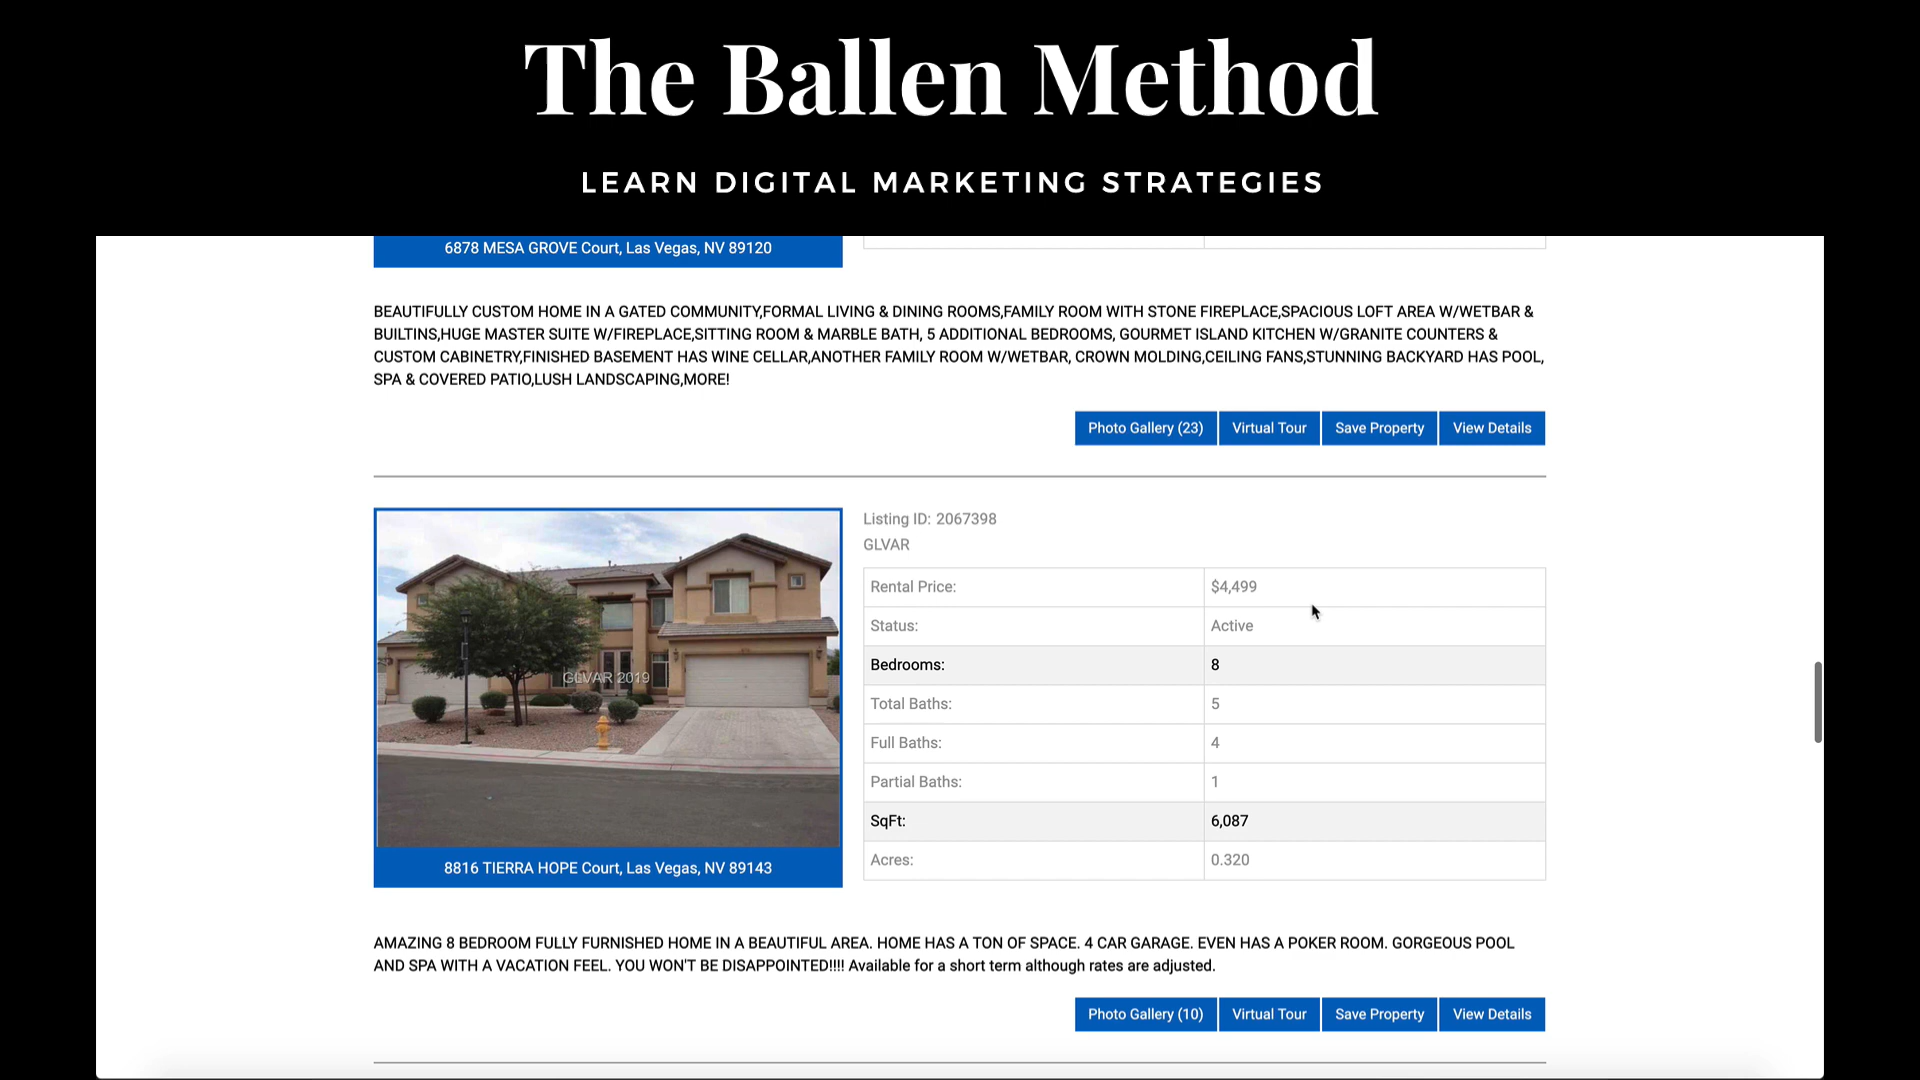 The Ballen Method
LEARN DIGITAL MARKETING STRATEGIES
6878 MESA GROVE Court, Las Vegas, NV 89120
BEAUTIFULLY CUSTOM HOME IN A GATED COMMUNITY,FORMAL LIVING & DINING ROOMS,FAMILY ROOM WITH STONE FIREPLACE,SPACIOUS LOFT AREA W/WETBAR &
BUILTINS,HUGE MASTER SUITE W/FIREPLACE,SITTING ROOM & MARBLE BATH, 5 ADDITIONAL BEDROOMS, GOURMET ISLAND KITCHEN W/GRANITE COUNTERS &
CUSTOM CABINETRY,FINISHED BASEMENT HAS WINE CELLAR,ANOTHER FAMILY ROOM W/WETBAR, CROWN MOLDING,CEILING FANS,STUNNING BACKYARD HAS POOL,
SPA & COVERED PATIO,LUSH LANDSCAPING,MORE!
Photo Gallery (23) Virtual Tour Save Property View Details
Listing ID: 2067398
GLVAR
Rental Price: $4,499
Status: Active
Bedrooms: 8
Total Baths: 5
Full Baths: 4
Partial Baths: 1
SqFt: 6,087
Acres: 0.320
GLVAR 2019
8816 TIERRA HOPE Court, Las Vegas, NV 89143
AMAZING 8 BEDROOM FULLY FURNISHED HOME IN A BEAUTIFUL AREA. HOME HAS A TON OF SPACE. 4 CAR GARAGE. EVEN HAS A POKER ROOM. GORGEOUS POOL
AND SPA WITH A VACATION FEEL. YOU WON'T BE DISAPPOINTED!!!! Available for a short term although rates are adjusted.
Photo Gallery (10) Virtual Tour Save Property View Details